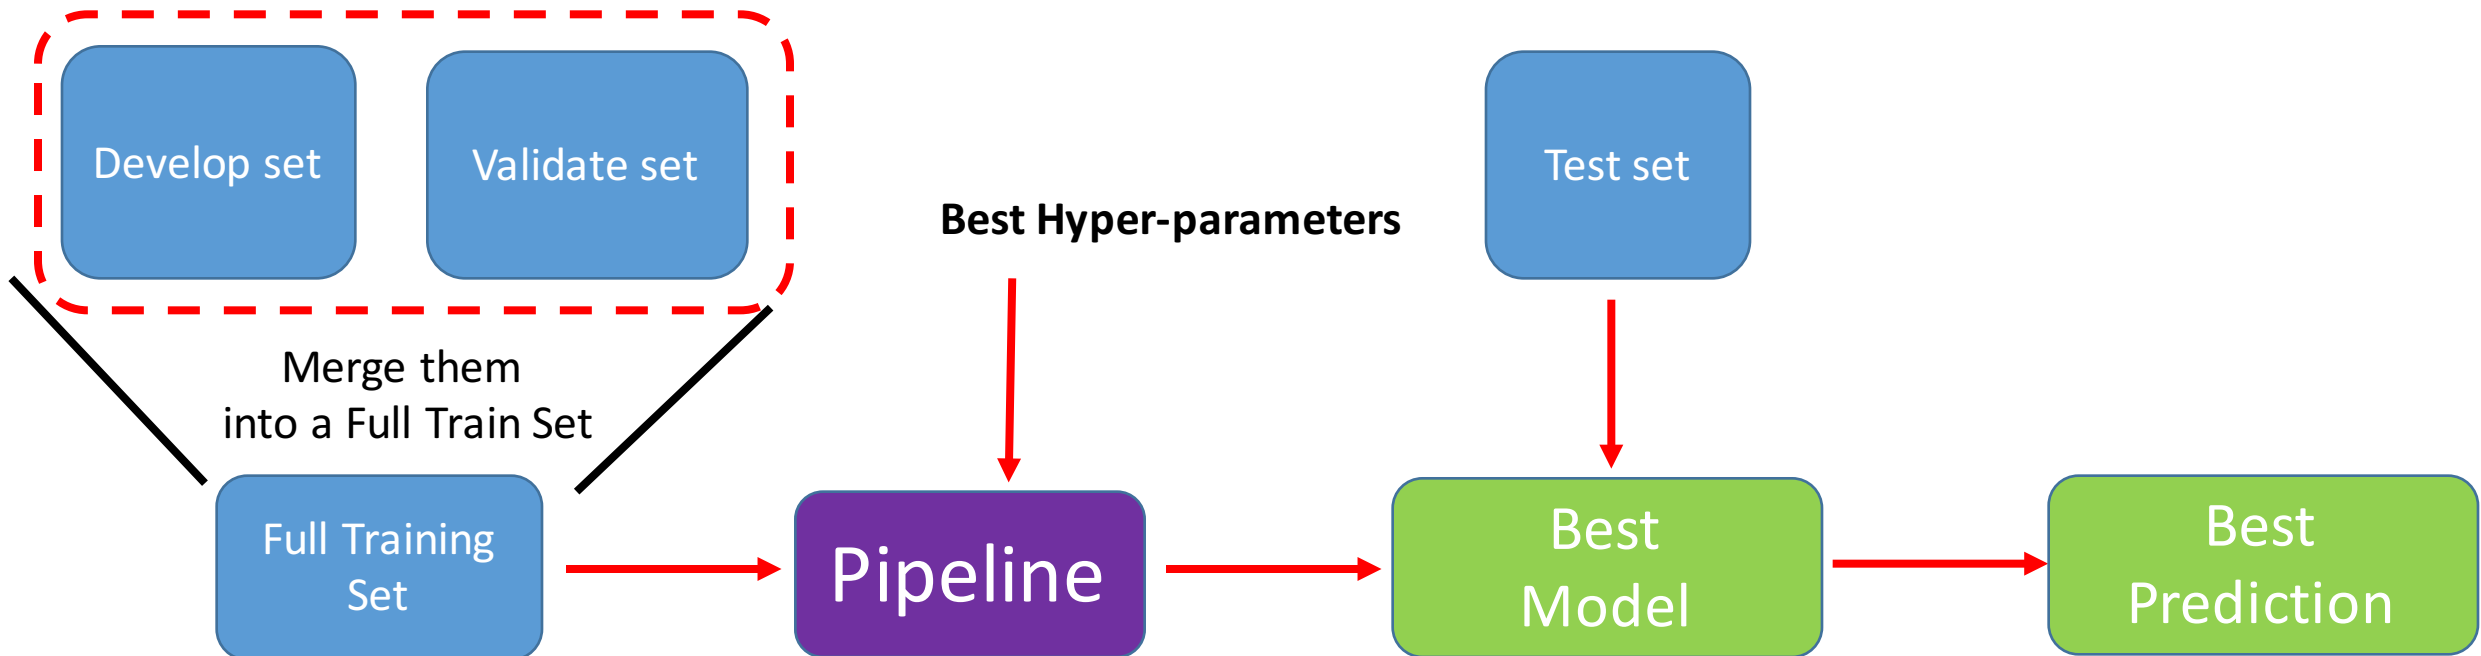 Develop set
Validate set
Test set
Best Hyper-parameters
Merge them
into a Full Train Set
Full Training
Set
Pipeline
Best
Model
Best
Prediction